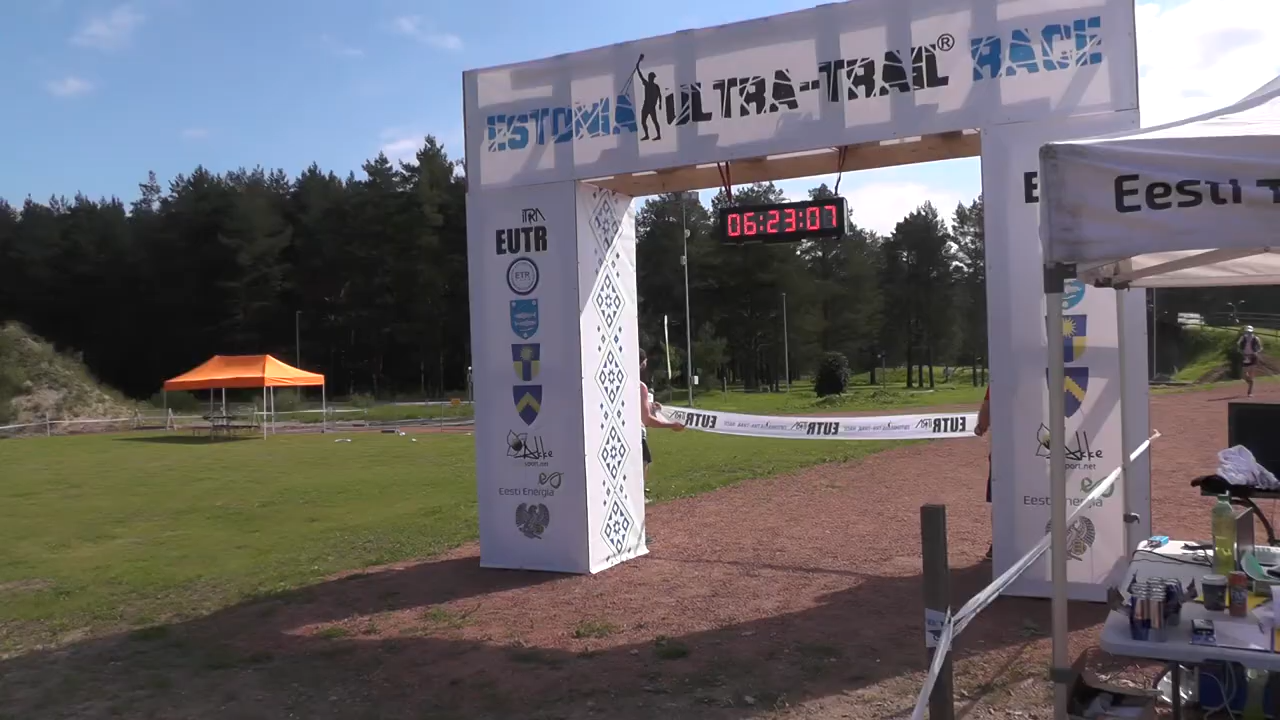 ESTONIA ULTRA-TRAIL® RACE
06:23:07
ITRA
EUTR
ETR
Eesti Energia
Eesti
EUTR
EUTR
EUTR
sport.net
Eesti Energia